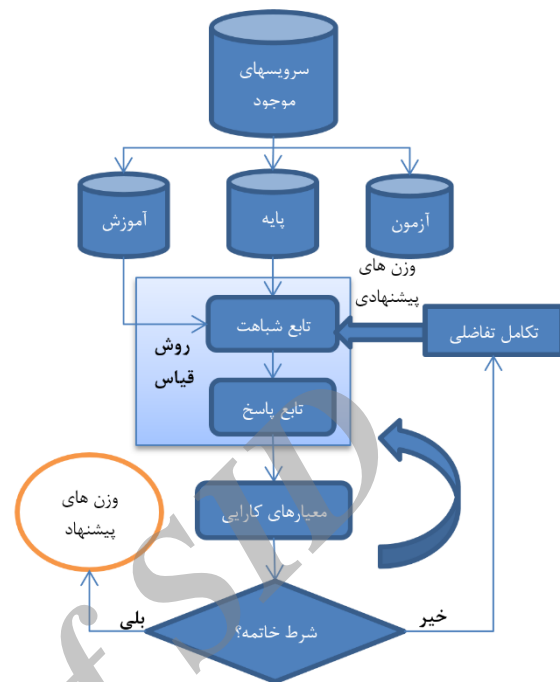 سرویسهای
موجود
آزمون
پایه
آموزش
وزن های
پیشنهادی
تابع شباهت
تکامل تفاضلی
روش
قیاس
تابع پاسخ
معیارهای کارایی
وزن های
پیشنهاد
شرط خاتمه؟
بلی
خیر
f SID